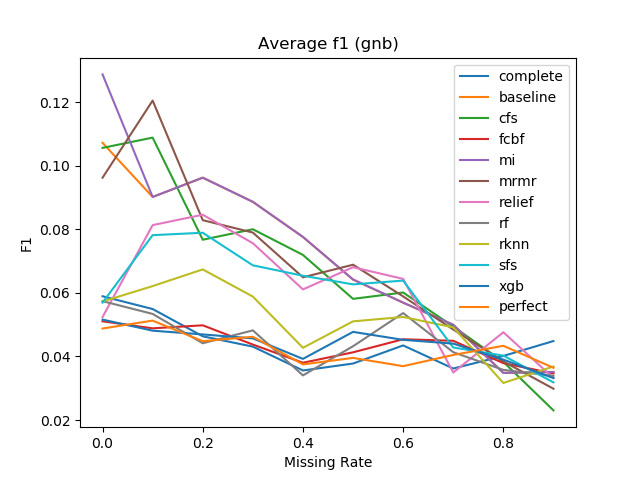 Average f1 (gnb)
F1
0.12
0.10
0.08
0.06
0.04
0.02
0.0
0.2
0.4
0.6
0.8
Missing Rate
complete
baseline
cfs
fcbf
mi
mrmr
relief
rf
rknn
sfs
xgb
perfect